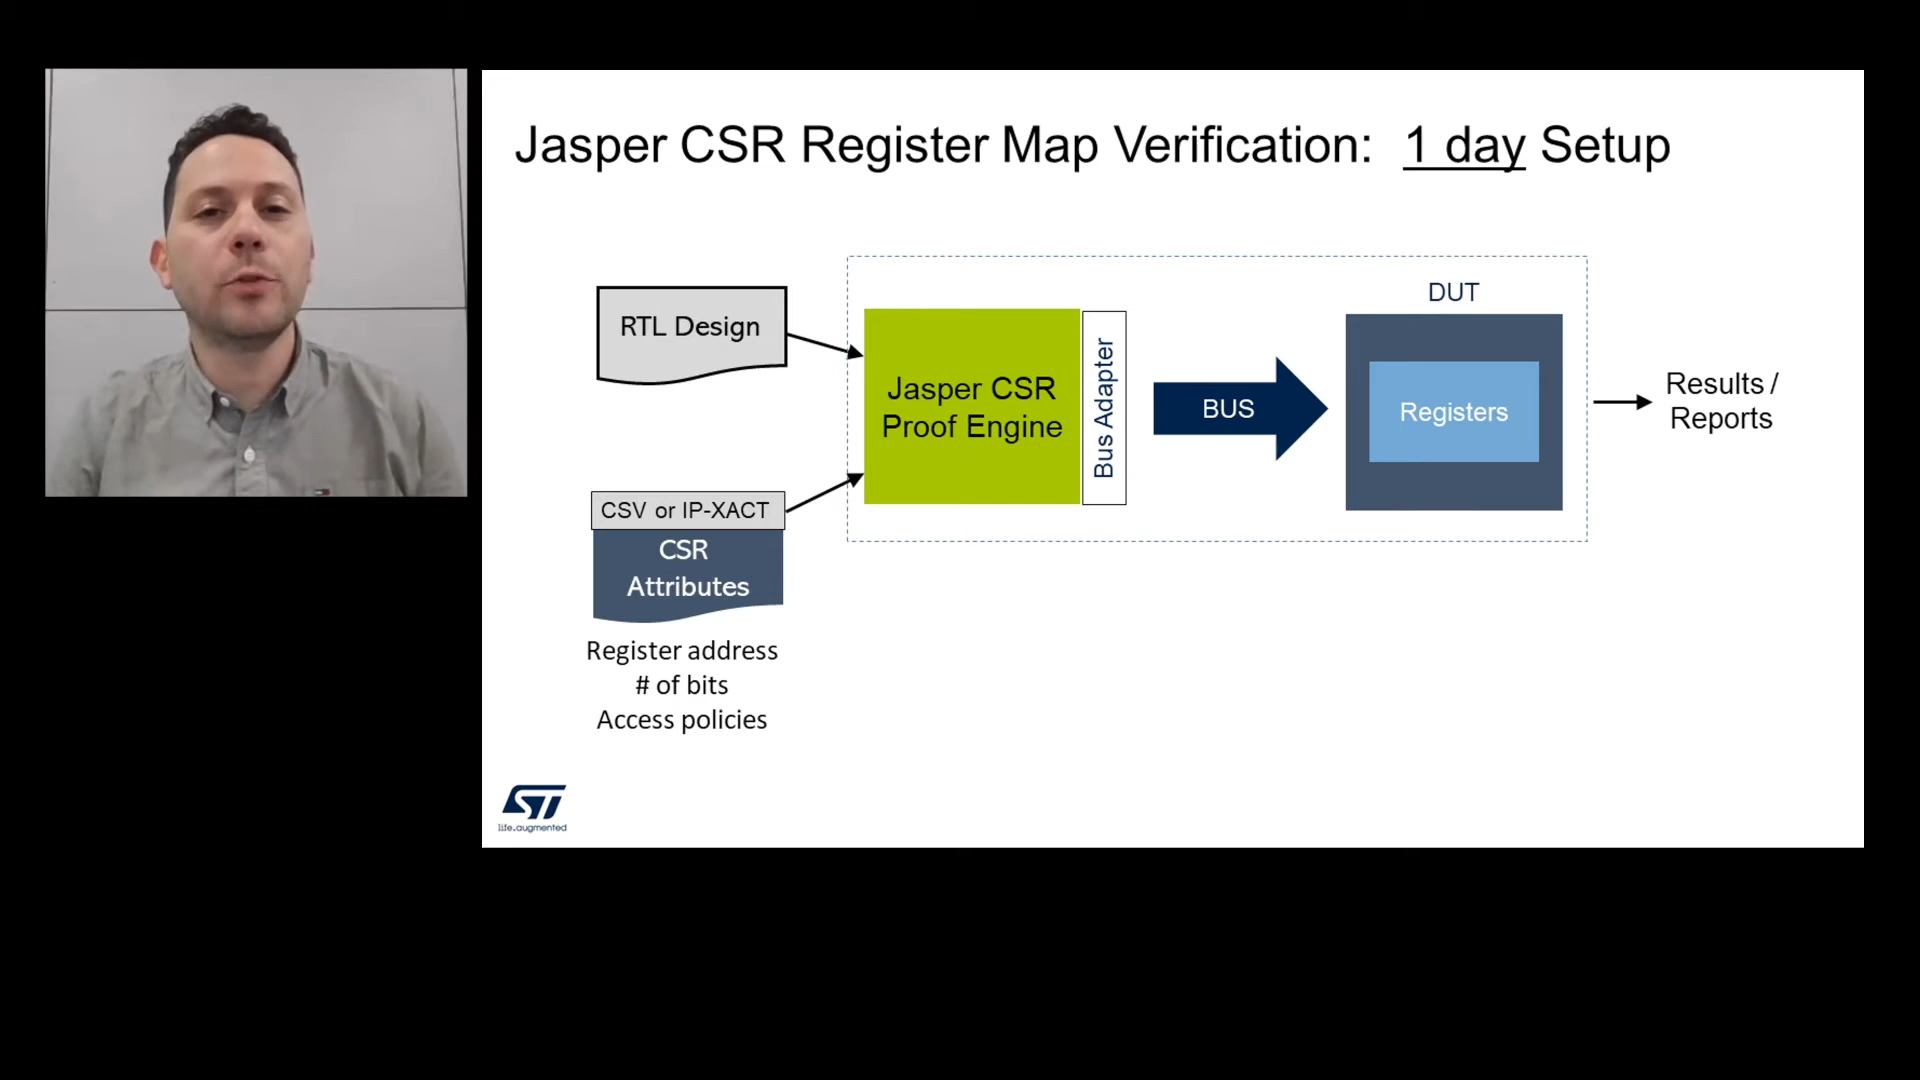 Jasper CSR Register Map Verification: 1 day Setup
RTL Design
CSV or IP-XACT
CSR
Attributes
Register address
# of bits
Access policies
Jasper CSR
Proof Engine
Bus Adapter
BUS
DUT
Registers
Results /
Reports
ST
life.augmented